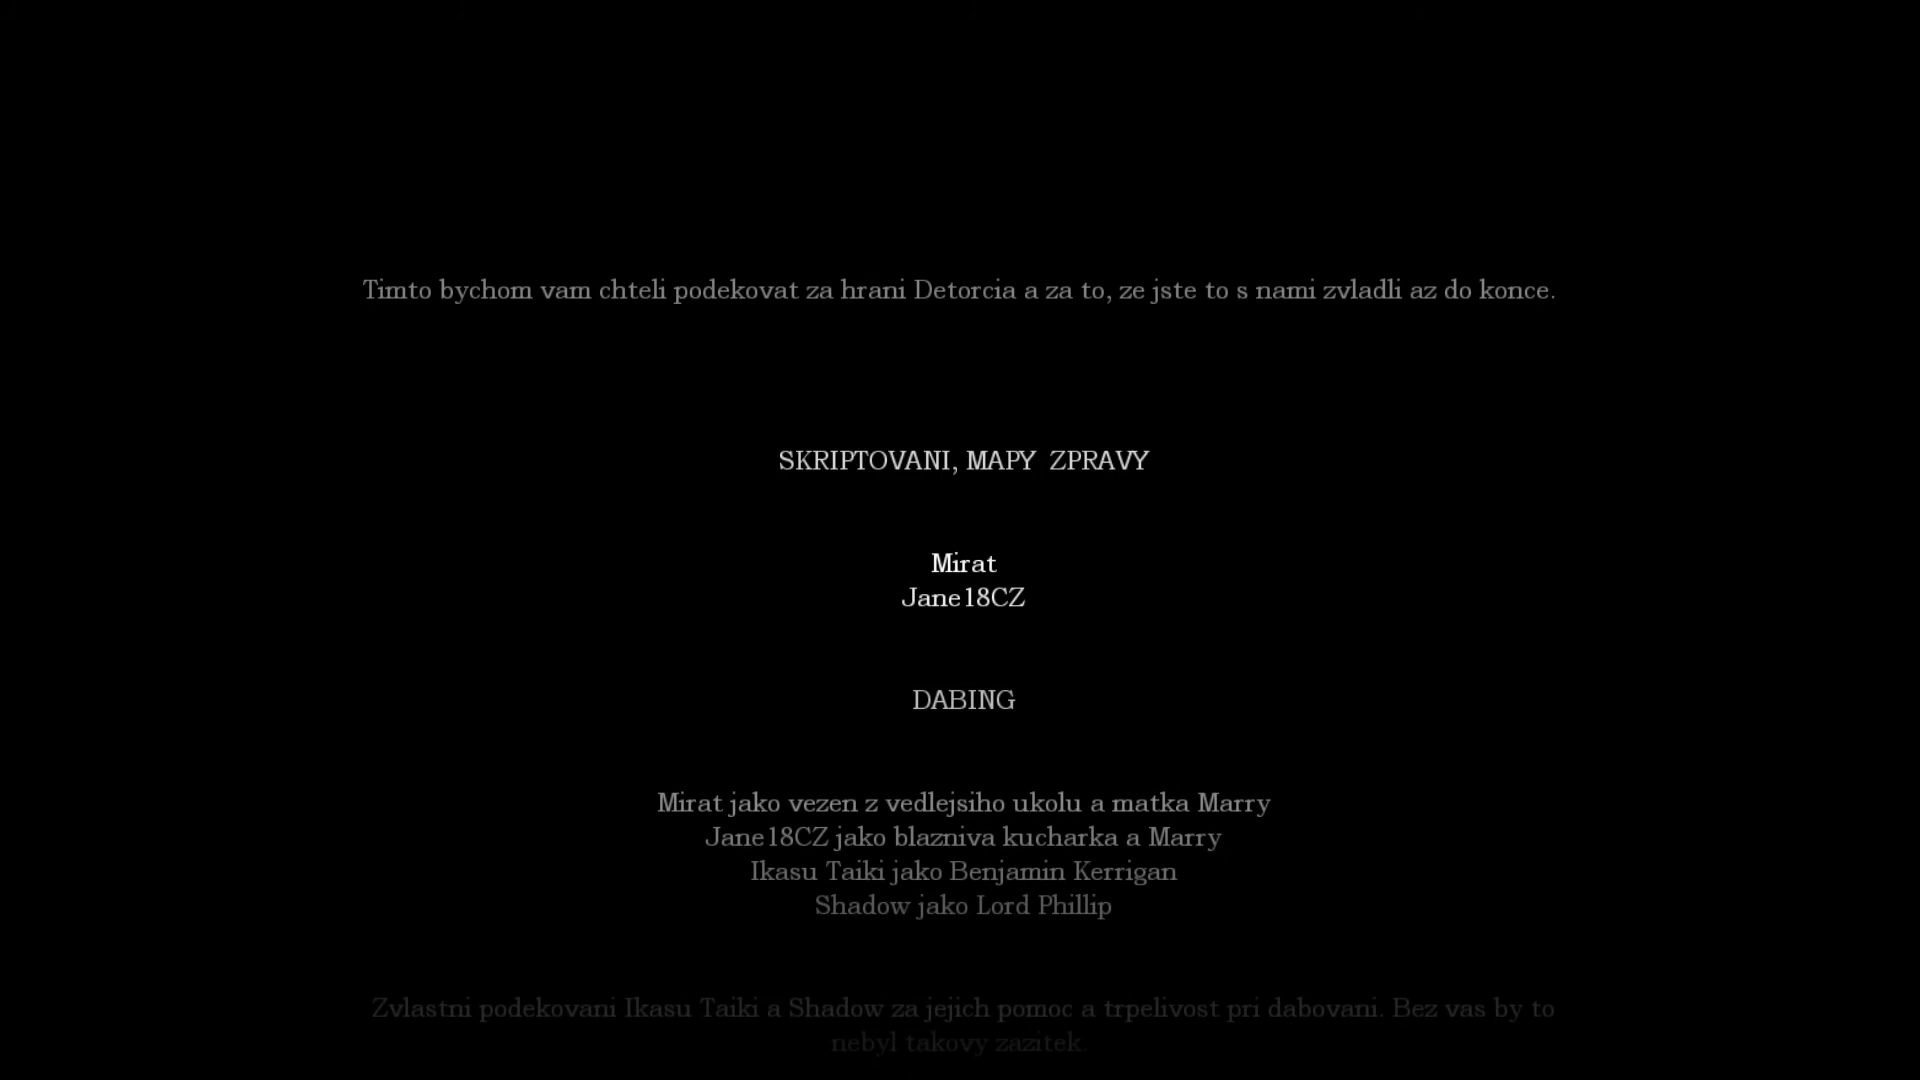 Timto bychom vam chteli podekovat za hrani Detorcia a za to, ze jste to s nami zvladli az do konce.
SKRIPTOVANI, MAPY  ZPRAVY
Mirat
Jane18CZ
DABING
Mirat jako vezen z vedlejsiho ukolu a matka Marry
Jane18CZ jako blazniva kucharka a Marry
Ikasu Taiki jako Benjamin Kerrigan
Shadow jako Lord Phillip
Zvlastni podekovani Ikasu Taiki a Shadow za jejich pomoc a trpelivost pri dabovani. Bez vas by to
nebyl takovy zazitek.